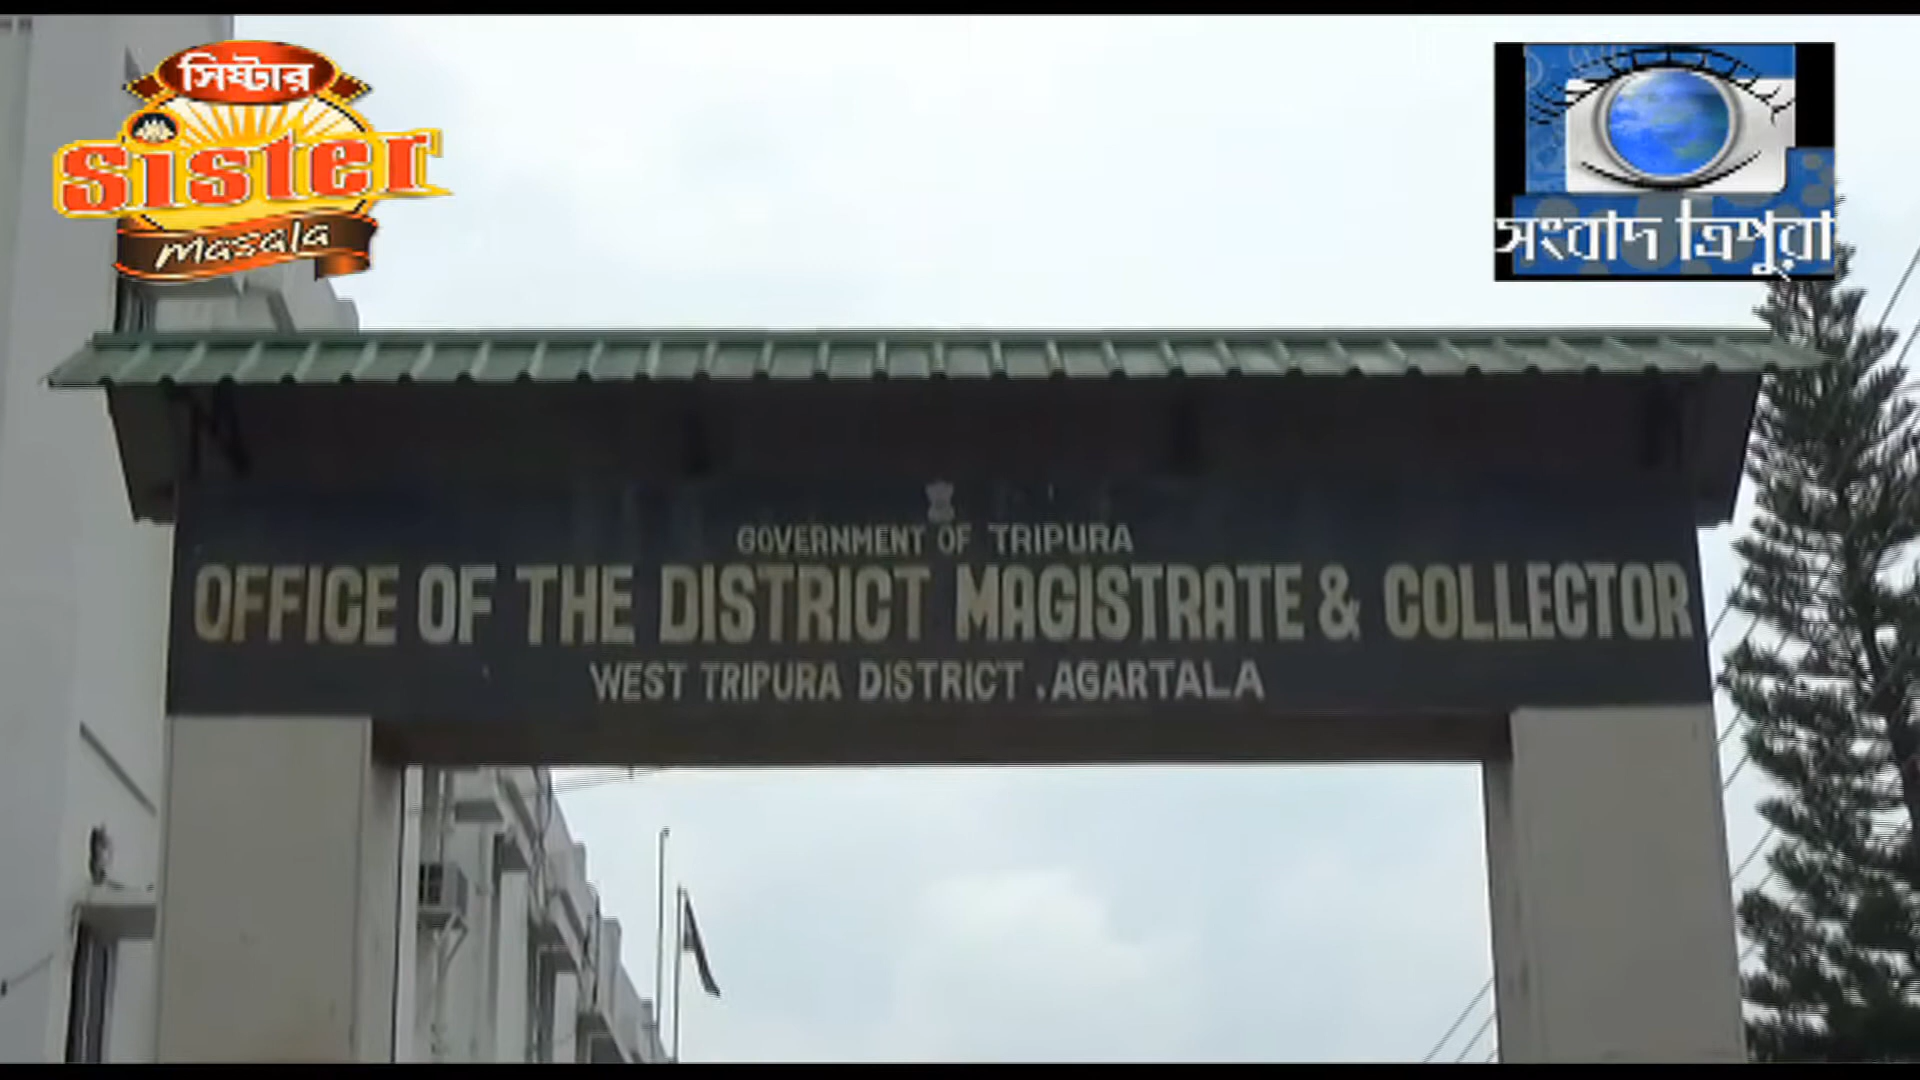 সিষ্টার
Sister
masala
সংবাদ ত্রিপুরা
GOVERNMENT OF TRIPURA
OFFICE OF THE DISTRICT MAGISTRATE & COLLECTOR
WEST TRIPURA DISTRICT , AGARTALA